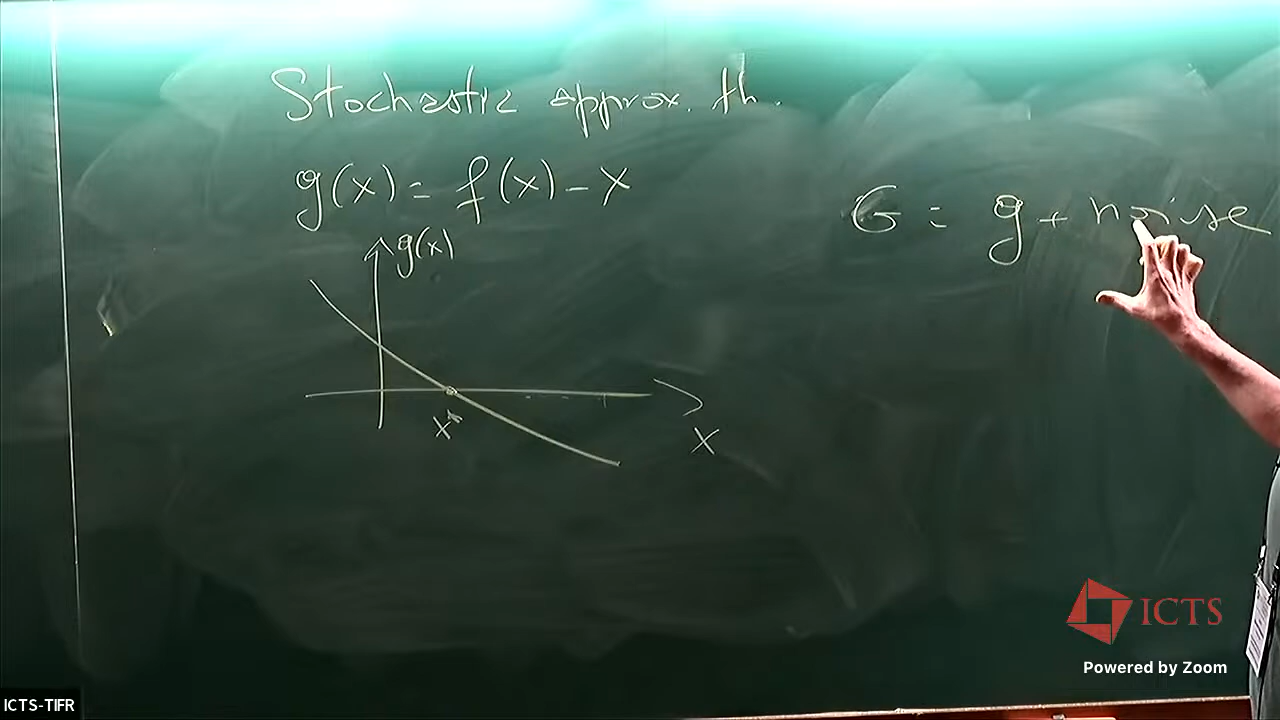 Stochastic approx. th.
g(x) = f(x) - x
G = g + noise
g(x)
x*
x
ICTS
Powered by Zoom
ICTS-TIFR